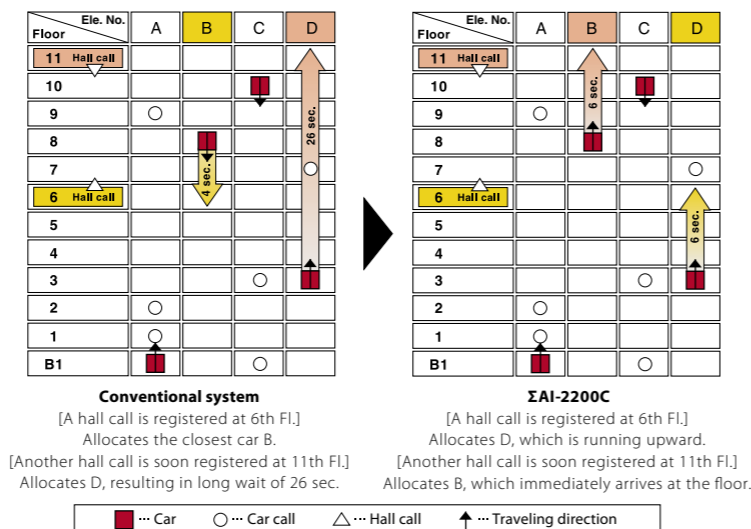 Ele. No. A B C D
Floor
11 Hall call
10
9
8
7
6 Hall call
5
4
3
2
1
B1
26 sec.
4 sec.
Conventional system
[A hall call is registered at 6th Fl.]
Allocates the closest car B.
[Another hall call is soon registered at 11th Fl.]
Allocates D, resulting in long wait of 26 sec.
Ele. No. A B C D
Floor
11 Hall call
10
9
8
7
6 Hall call
5
4
3
2
1
B1
6 sec.
6 sec.
ΣAI-2200C
[A hall call is registered at 6th Fl.]
Allocates D, which is running upward.
[Another hall call is soon registered at 11th Fl.]
Allocates B, which immediately arrives at the floor.
··· Car ··· Car call ··· Hall call ··· Traveling direction